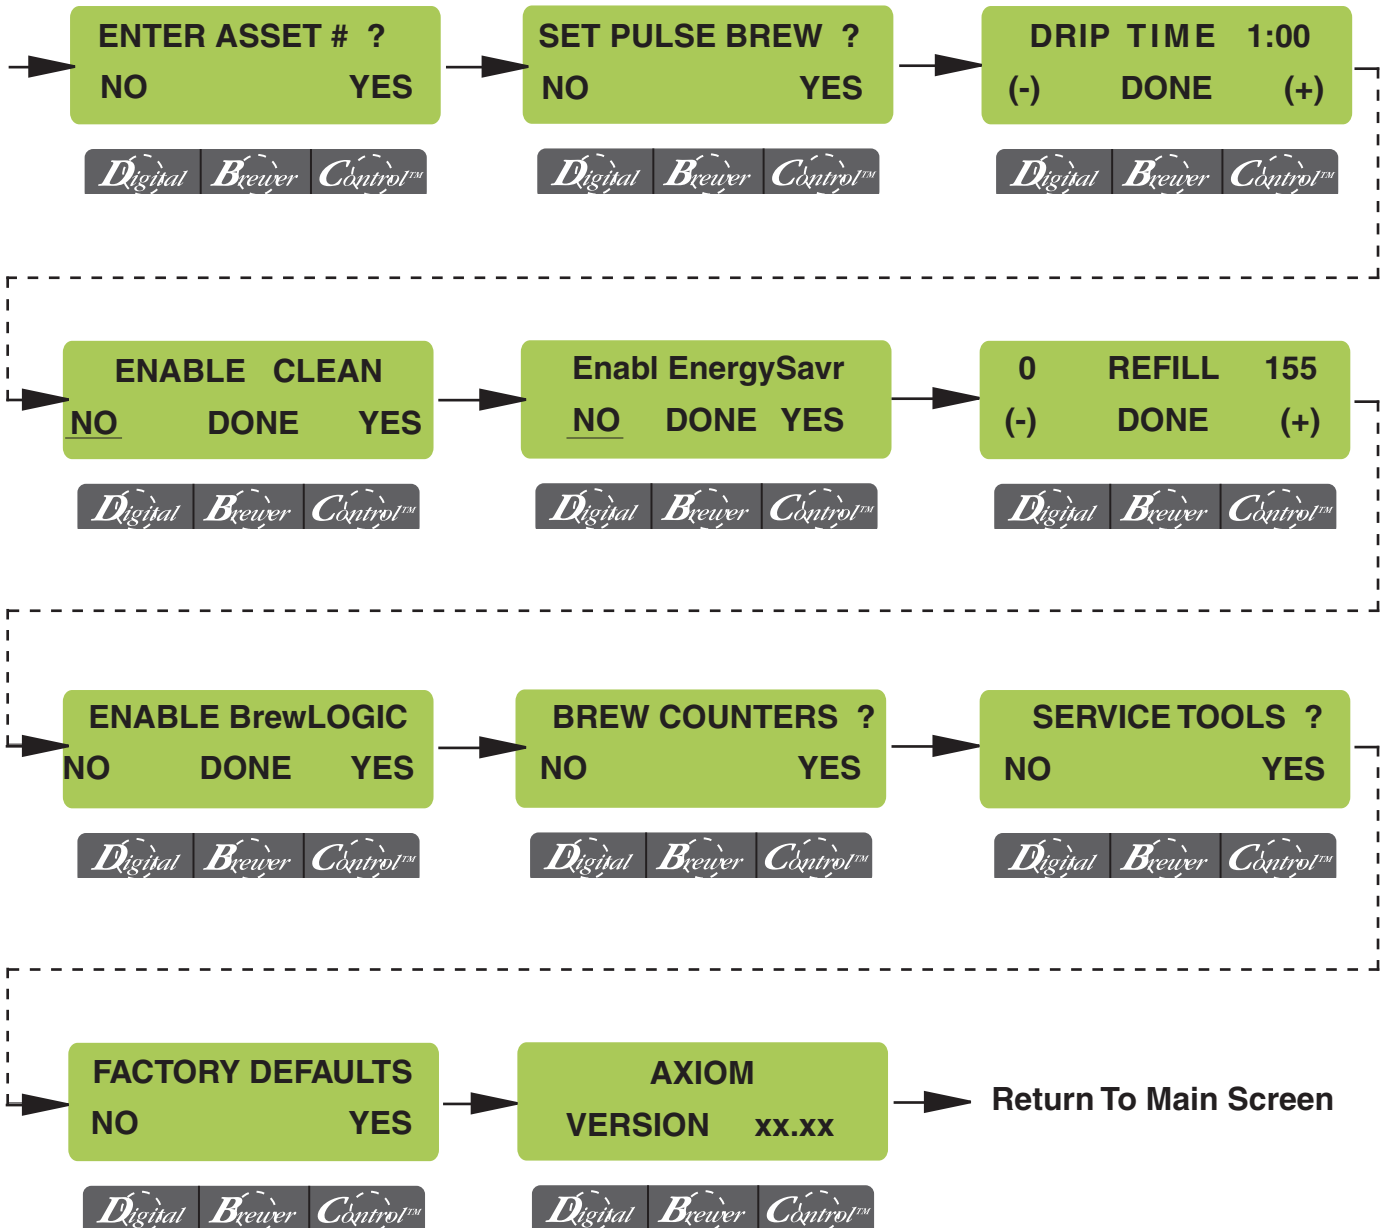 ENTER ASSET # ?
NO YES
Digital Brewer Control™
SET PULSE BREW ?
NO YES
Digital Brewer Control™
DRIP TIME 1:00
(-) DONE (+)
Digital Brewer Control™
ENABLE CLEAN
NO DONE YES
Digital Brewer Control™
Enabl EnergySavr
NO DONE YES
Digital Brewer Control™
0 REFILL 155
(-) DONE (+)
Digital Brewer Control™
ENABLE BrewLOGIC
NO DONE YES
Digital Brewer Control™
BREW COUNTERS ?
NO YES
Digital Brewer Control™
SERVICE TOOLS ?
NO YES
Digital Brewer Control™
FACTORY DEFAULTS
NO YES
Digital Brewer Control™
AXIOM
VERSION xx.xx
Digital Brewer Control™
Return To Main Screen